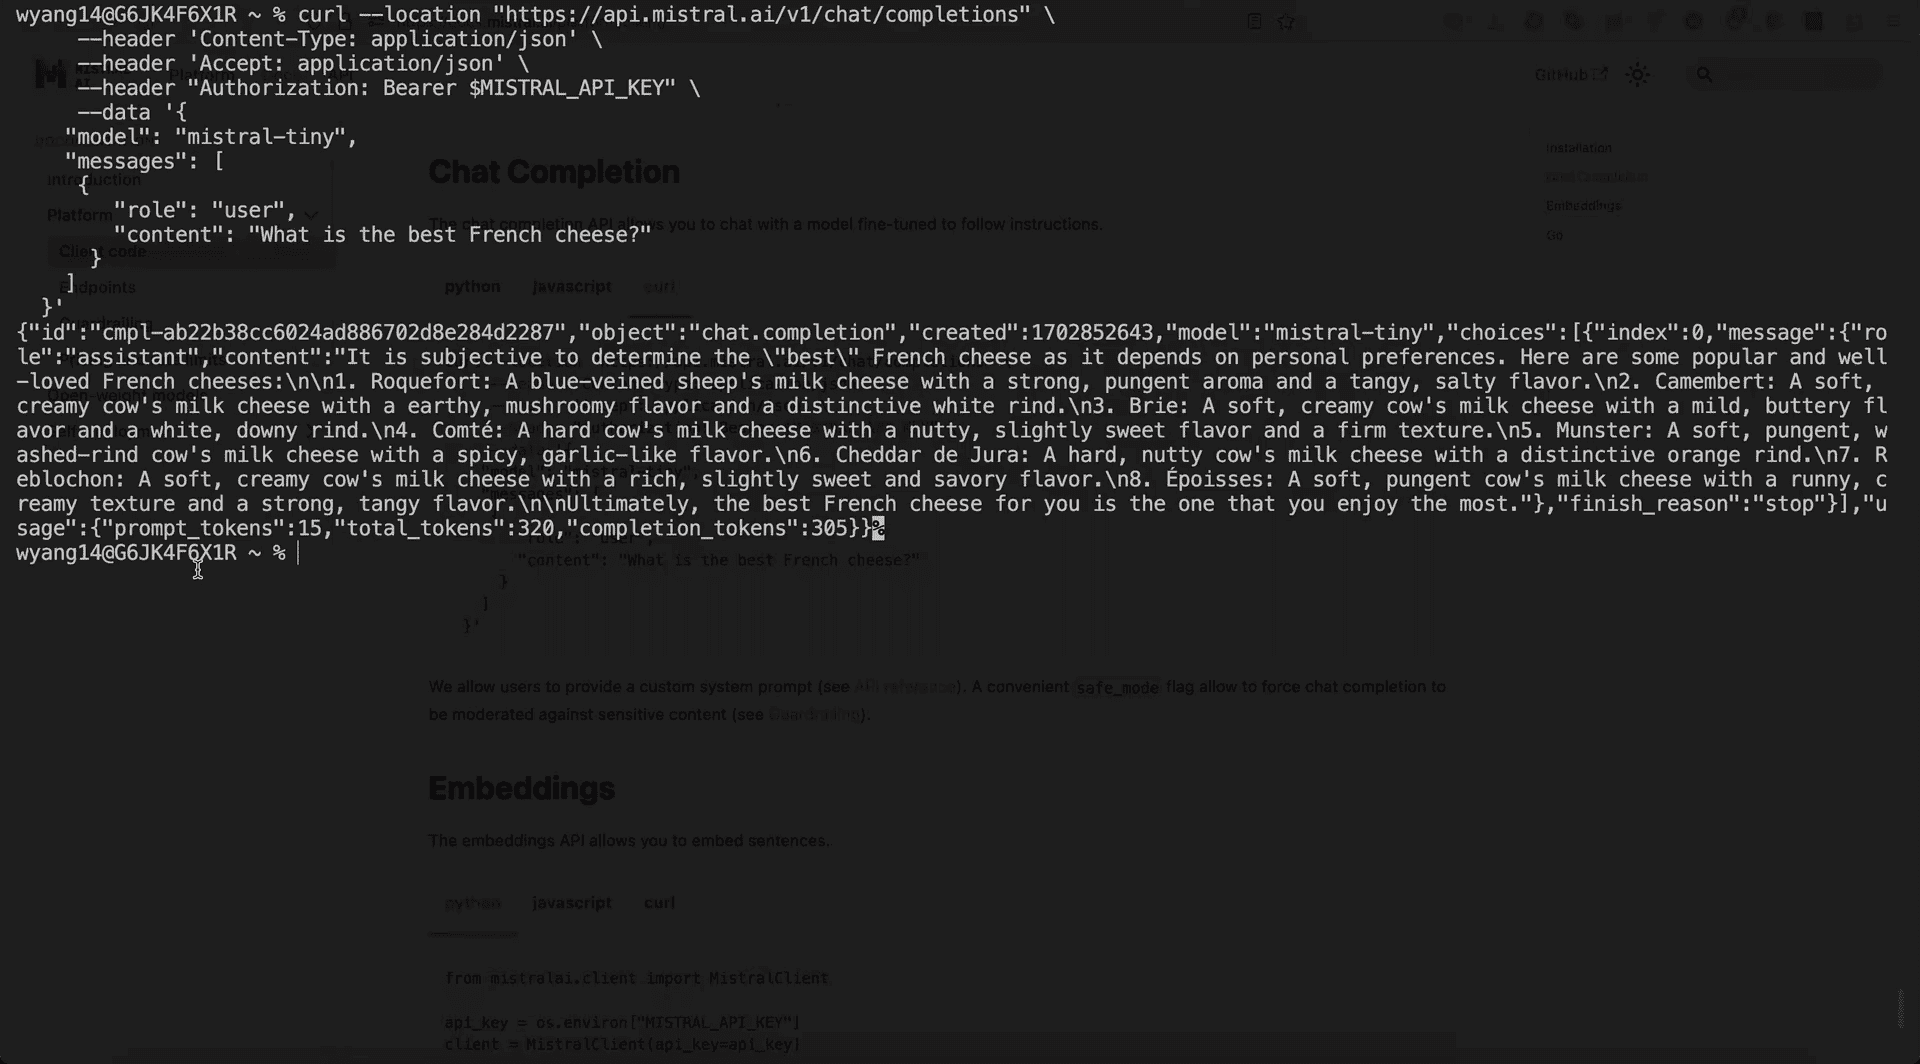 wyang14@G6JK4F6X1R ~ % curl --location "https://api.mistral.ai/v1/chat/completions" \
--header 'Content-Type: application/json' \
--header 'Accept: application/json' \
--header "Authorization: Bearer $MISTRAL_API_KEY" \
--data '{
"model": "mistral-tiny",
"messages": [
{
"role": "user",
"content": "What is the best French cheese?"
}
]
}'
{"id":"cmpl-ab22b38cc6024ad886702d8e284d2287","object":"chat.completion","created":1702852643,"model":"mistral-tiny","choices":[{"index":0,"message":{"ro
le":"assistant","content":"It is subjective to determine the \"best\" French cheese as it depends on personal preferences. Here are some popular and well
-loved French cheeses:\n\n1. Roquefort: A blue-veined sheep's milk cheese with a strong, pungent aroma and a tangy, salty flavor.\n2. Camembert: A soft,
creamy cow's milk cheese with a earthy, mushroomy flavor and a distinctive white rind.\n3. Brie: A soft, creamy cow's milk cheese with a mild, buttery fl
avor and a white, downy rind.\n4. Comté: A hard cow's milk cheese with a nutty, slightly sweet flavor and a firm texture.\n5. Munster: A soft, pungent, w
ashed-rind cow's milk cheese with a spicy, garlic-like flavor.\n6. Cheddar de Jura: A hard, nutty cow's milk cheese with a distinctive orange rind.\n7. R
eblochon: A soft, creamy cow's milk cheese with a rich, slightly sweet and savory flavor.\n8. Époisses: A soft, pungent cow's milk cheese with a runny, c
reamy texture and a strong, tangy flavor.\n\nUltimately, the best French cheese for you is the one that you enjoy the most."},"finish_reason":"stop"}],"u
sage":{"prompt_tokens":15,"total_tokens":320,"completion_tokens":305}}%
wyang14@G6JK4F6X1R ~ %
Platform
GitHub
Introduction
Platform
Client code
Endpoints
Installation
Chat Completion
Embeddings
Go
Chat Completion
The chat completion API allows you to chat with a model fine-tuned to follow instructions.
python javascript curl
"role": "user",
"content": "What is the best French cheese?"
}
]
}'
We allow users to provide a custom system prompt (see API reference). A convenient safe_mode flag allow to force chat completion to
be moderated against sensitive content (see Guardrailing).
Embeddings
The embeddings API allows you to embed sentences.
python javascript curl
from mistralai.client import MistralClient
api_key = os.environ["MISTRAL_API_KEY"]
client = MistralClient(api_key=api_key)